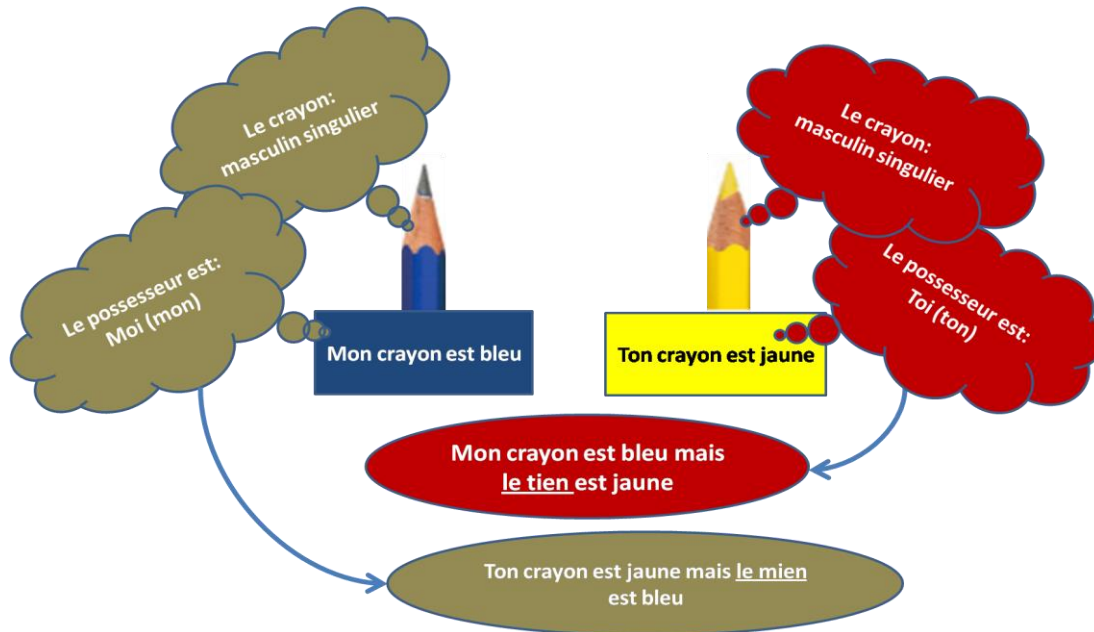 Le crayon:
masculin singulier
Le possesseur est:
Moi (mon)
Mon crayon est bleu
Le crayon:
masculin singulier
Le possesseur est:
Toi (ton)
Ton crayon est jaune
Mon crayon est bleu mais
le tien est jaune
Ton crayon est jaune mais le mien
est bleu